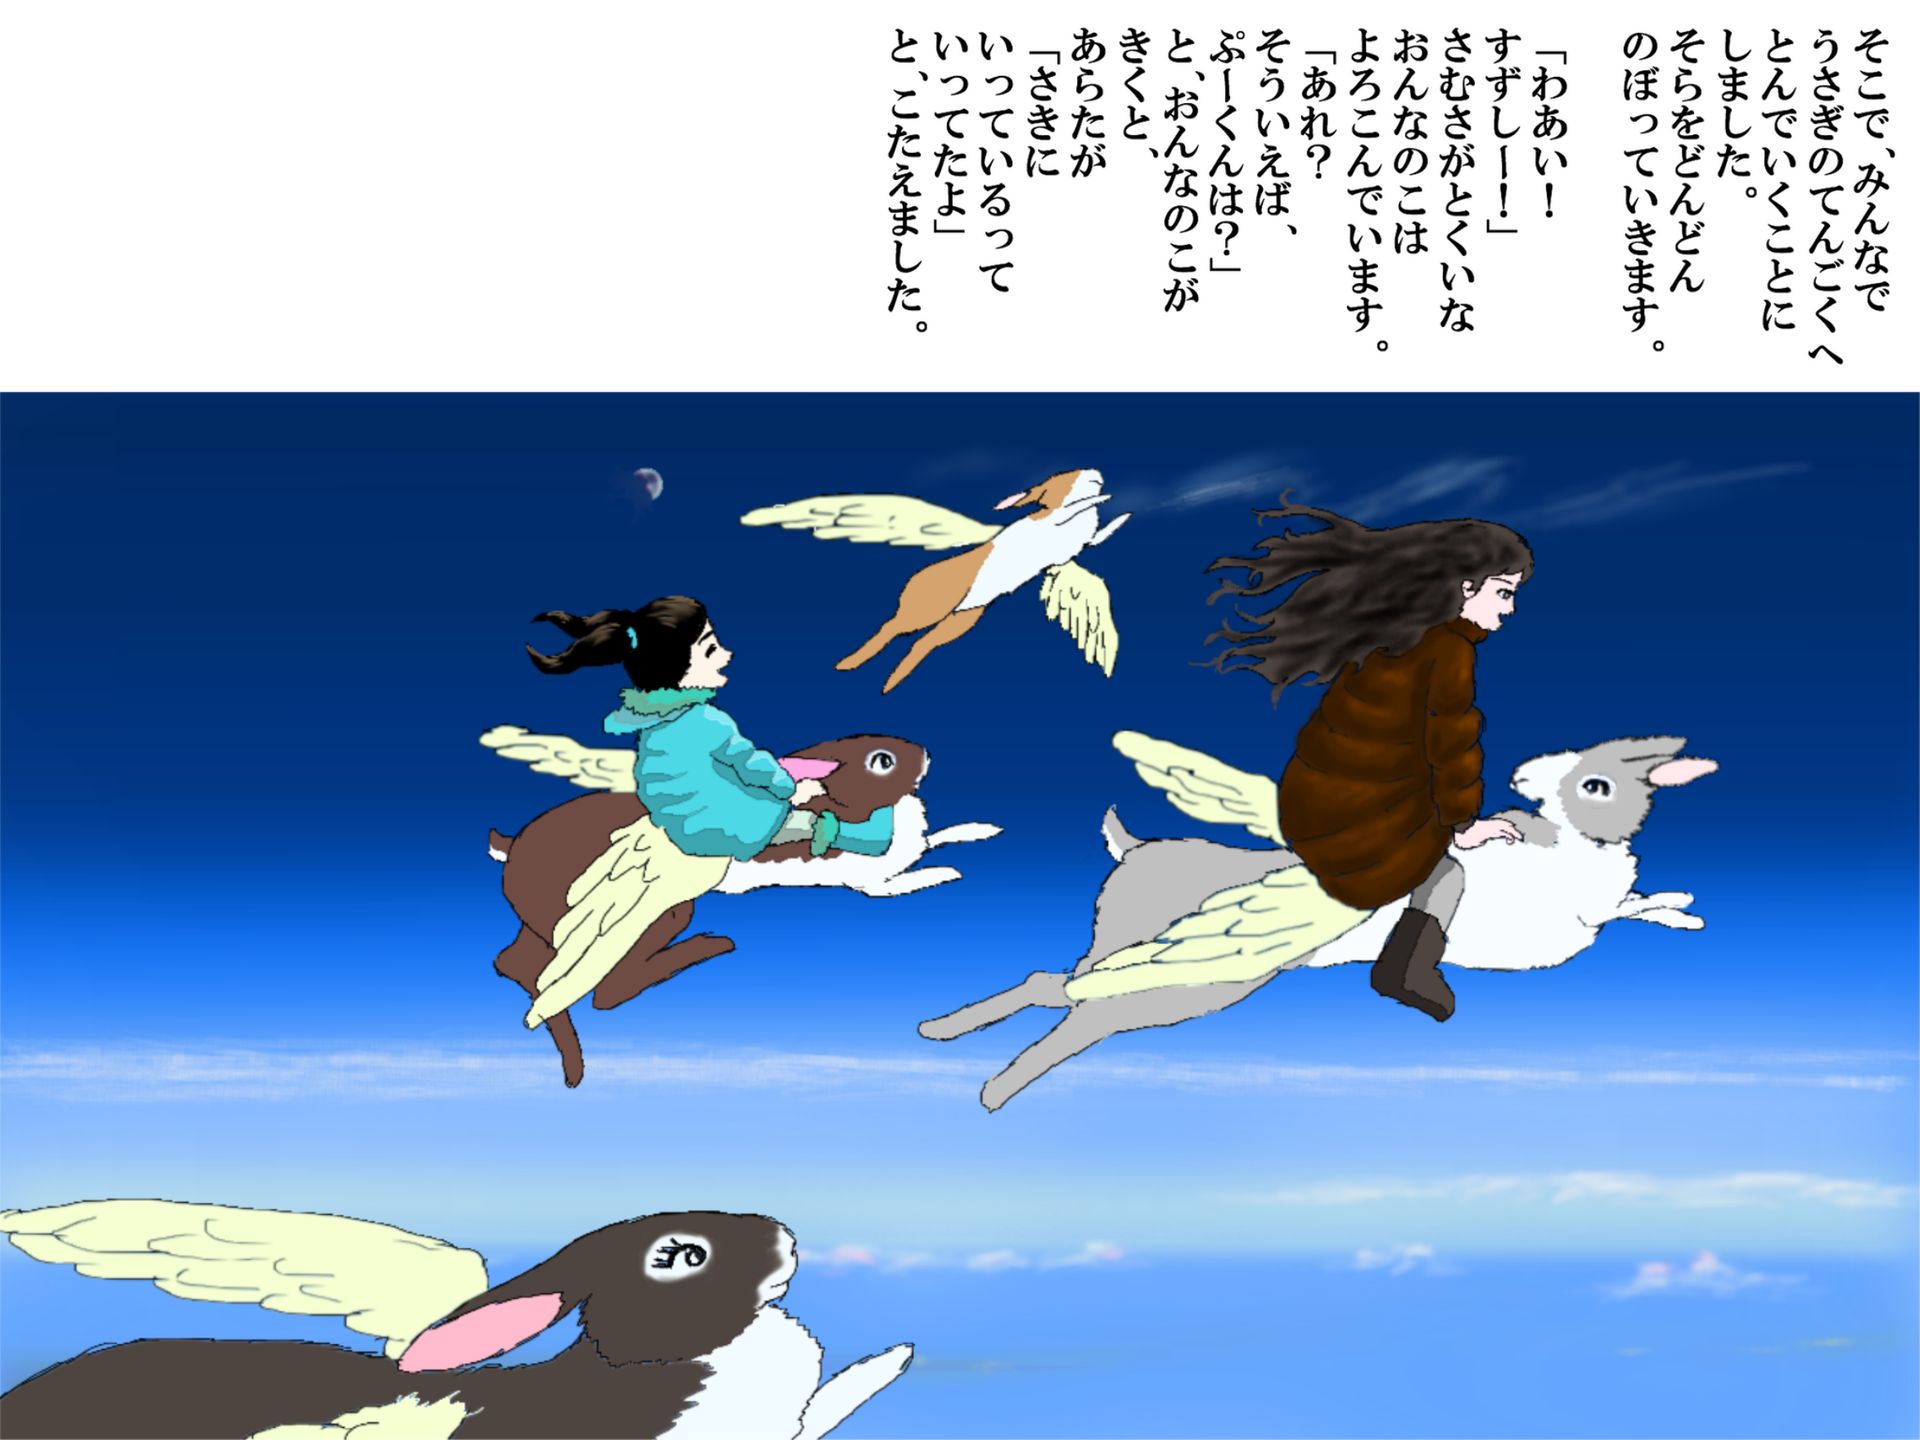 そこで、みんなで
うさぎのてんごくへ
とんでいくことに
しました。
そらをどんどん
のぼっていきます。
「わあい！
すずしー！」
さむさがとくいな
おんなのこは
よろこんでいます。
「あれ？
そういえば、
ぷーくんは？」
と、おんなのこが
きくと、
あらたが
「さきに
いっているって
いってたよ」
と、こたえました。